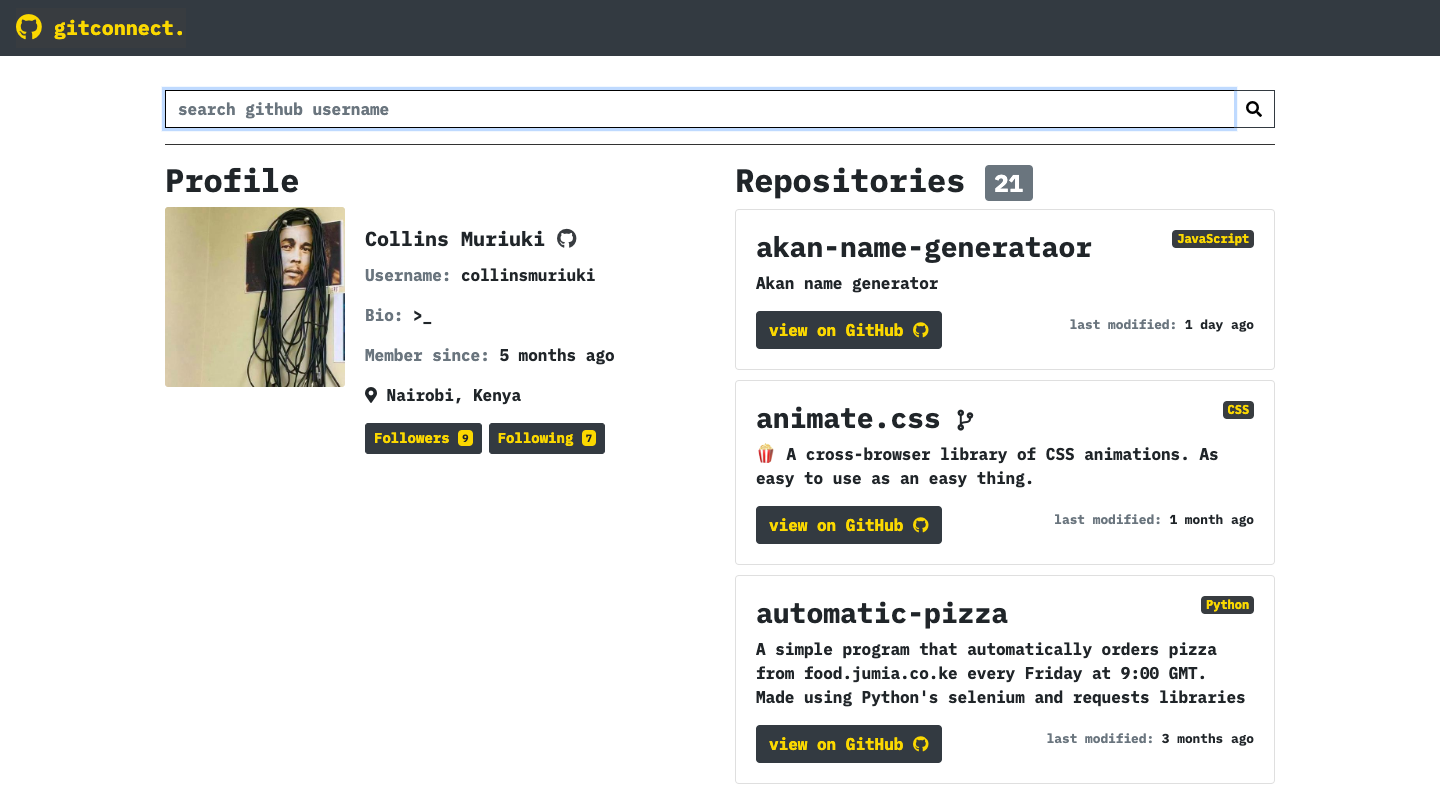 gitconnect.
search github username
Profile
Collins Muriuki
Username: collinsmuriuki
Bio: >_
Member since: 5 months ago
Nairobi, Kenya
Followers 9 Following 7
Repositories 21
akan-name-generataor JavaScript
Akan name generator
view on GitHub last modified: 1 day ago
animate.css CSS
🍿 A cross-browser library of CSS animations. As
easy to use as an easy thing.
view on GitHub last modified: 1 month ago
automatic-pizza Python
A simple program that automatically orders pizza
from food.jumia.co.ke every Friday at 9:00 GMT.
Made using Python's selenium and requests libraries
view on GitHub last modified: 3 months ago